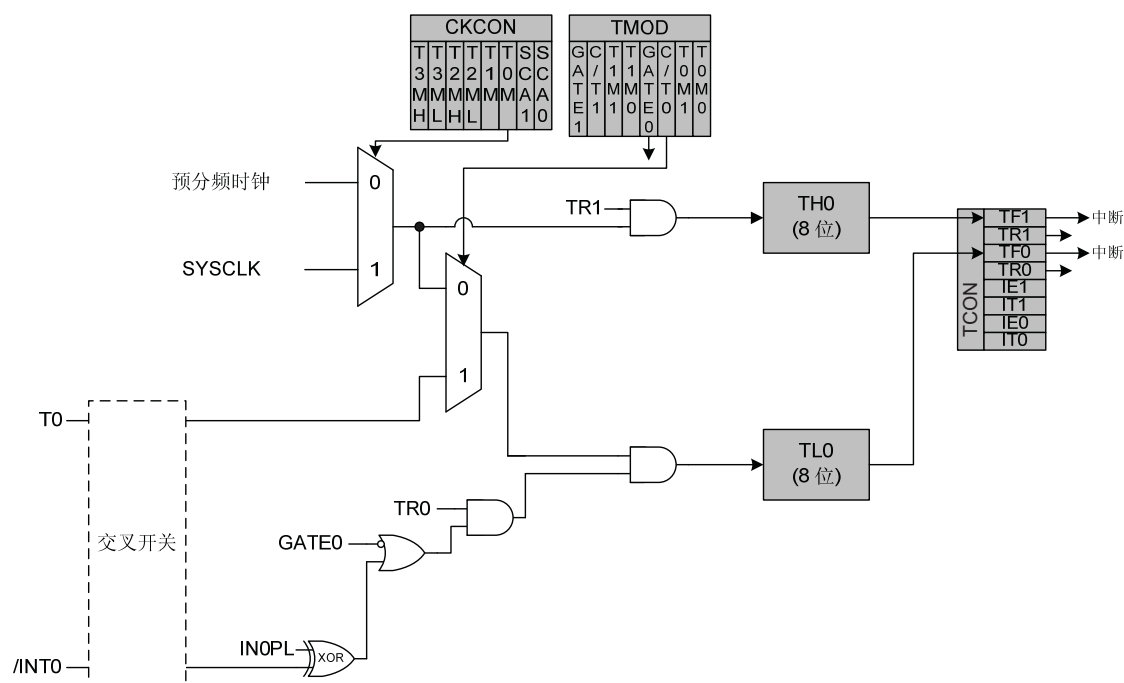 CKCON
T3MH
T3ML
T2MH
T2ML
T1M
T0M
SCA1
SCA0
TMOD
GATE1
C/T1
T1M1
T1M0
GATE0
C/T0
T0M1
T0M0
预分频时钟
0
SYSCLK
1
TR1
TH0
(8 位)
TCON
TF1
TR1
TF0
TR0
IE1
IT1
IE0
IT0
中断
中断
0
1
T0
交叉开关
/INT0
TL0
(8 位)
TR0
GATE0
IN0PL
XOR